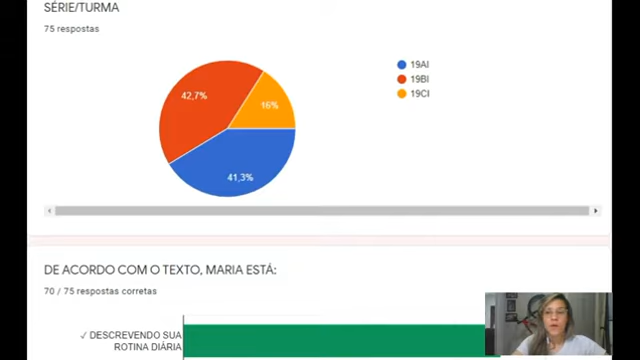 SÉRIE/TURMA
75 respostas
19AI
19BI
19CI
42,7%
16%
41,3%
DE ACORDO COM O TEXTO, MARIA ESTÁ:
70 / 75 respostas corretas
✓ DESCREVENDO SUA
ROTINA DIÁRIA